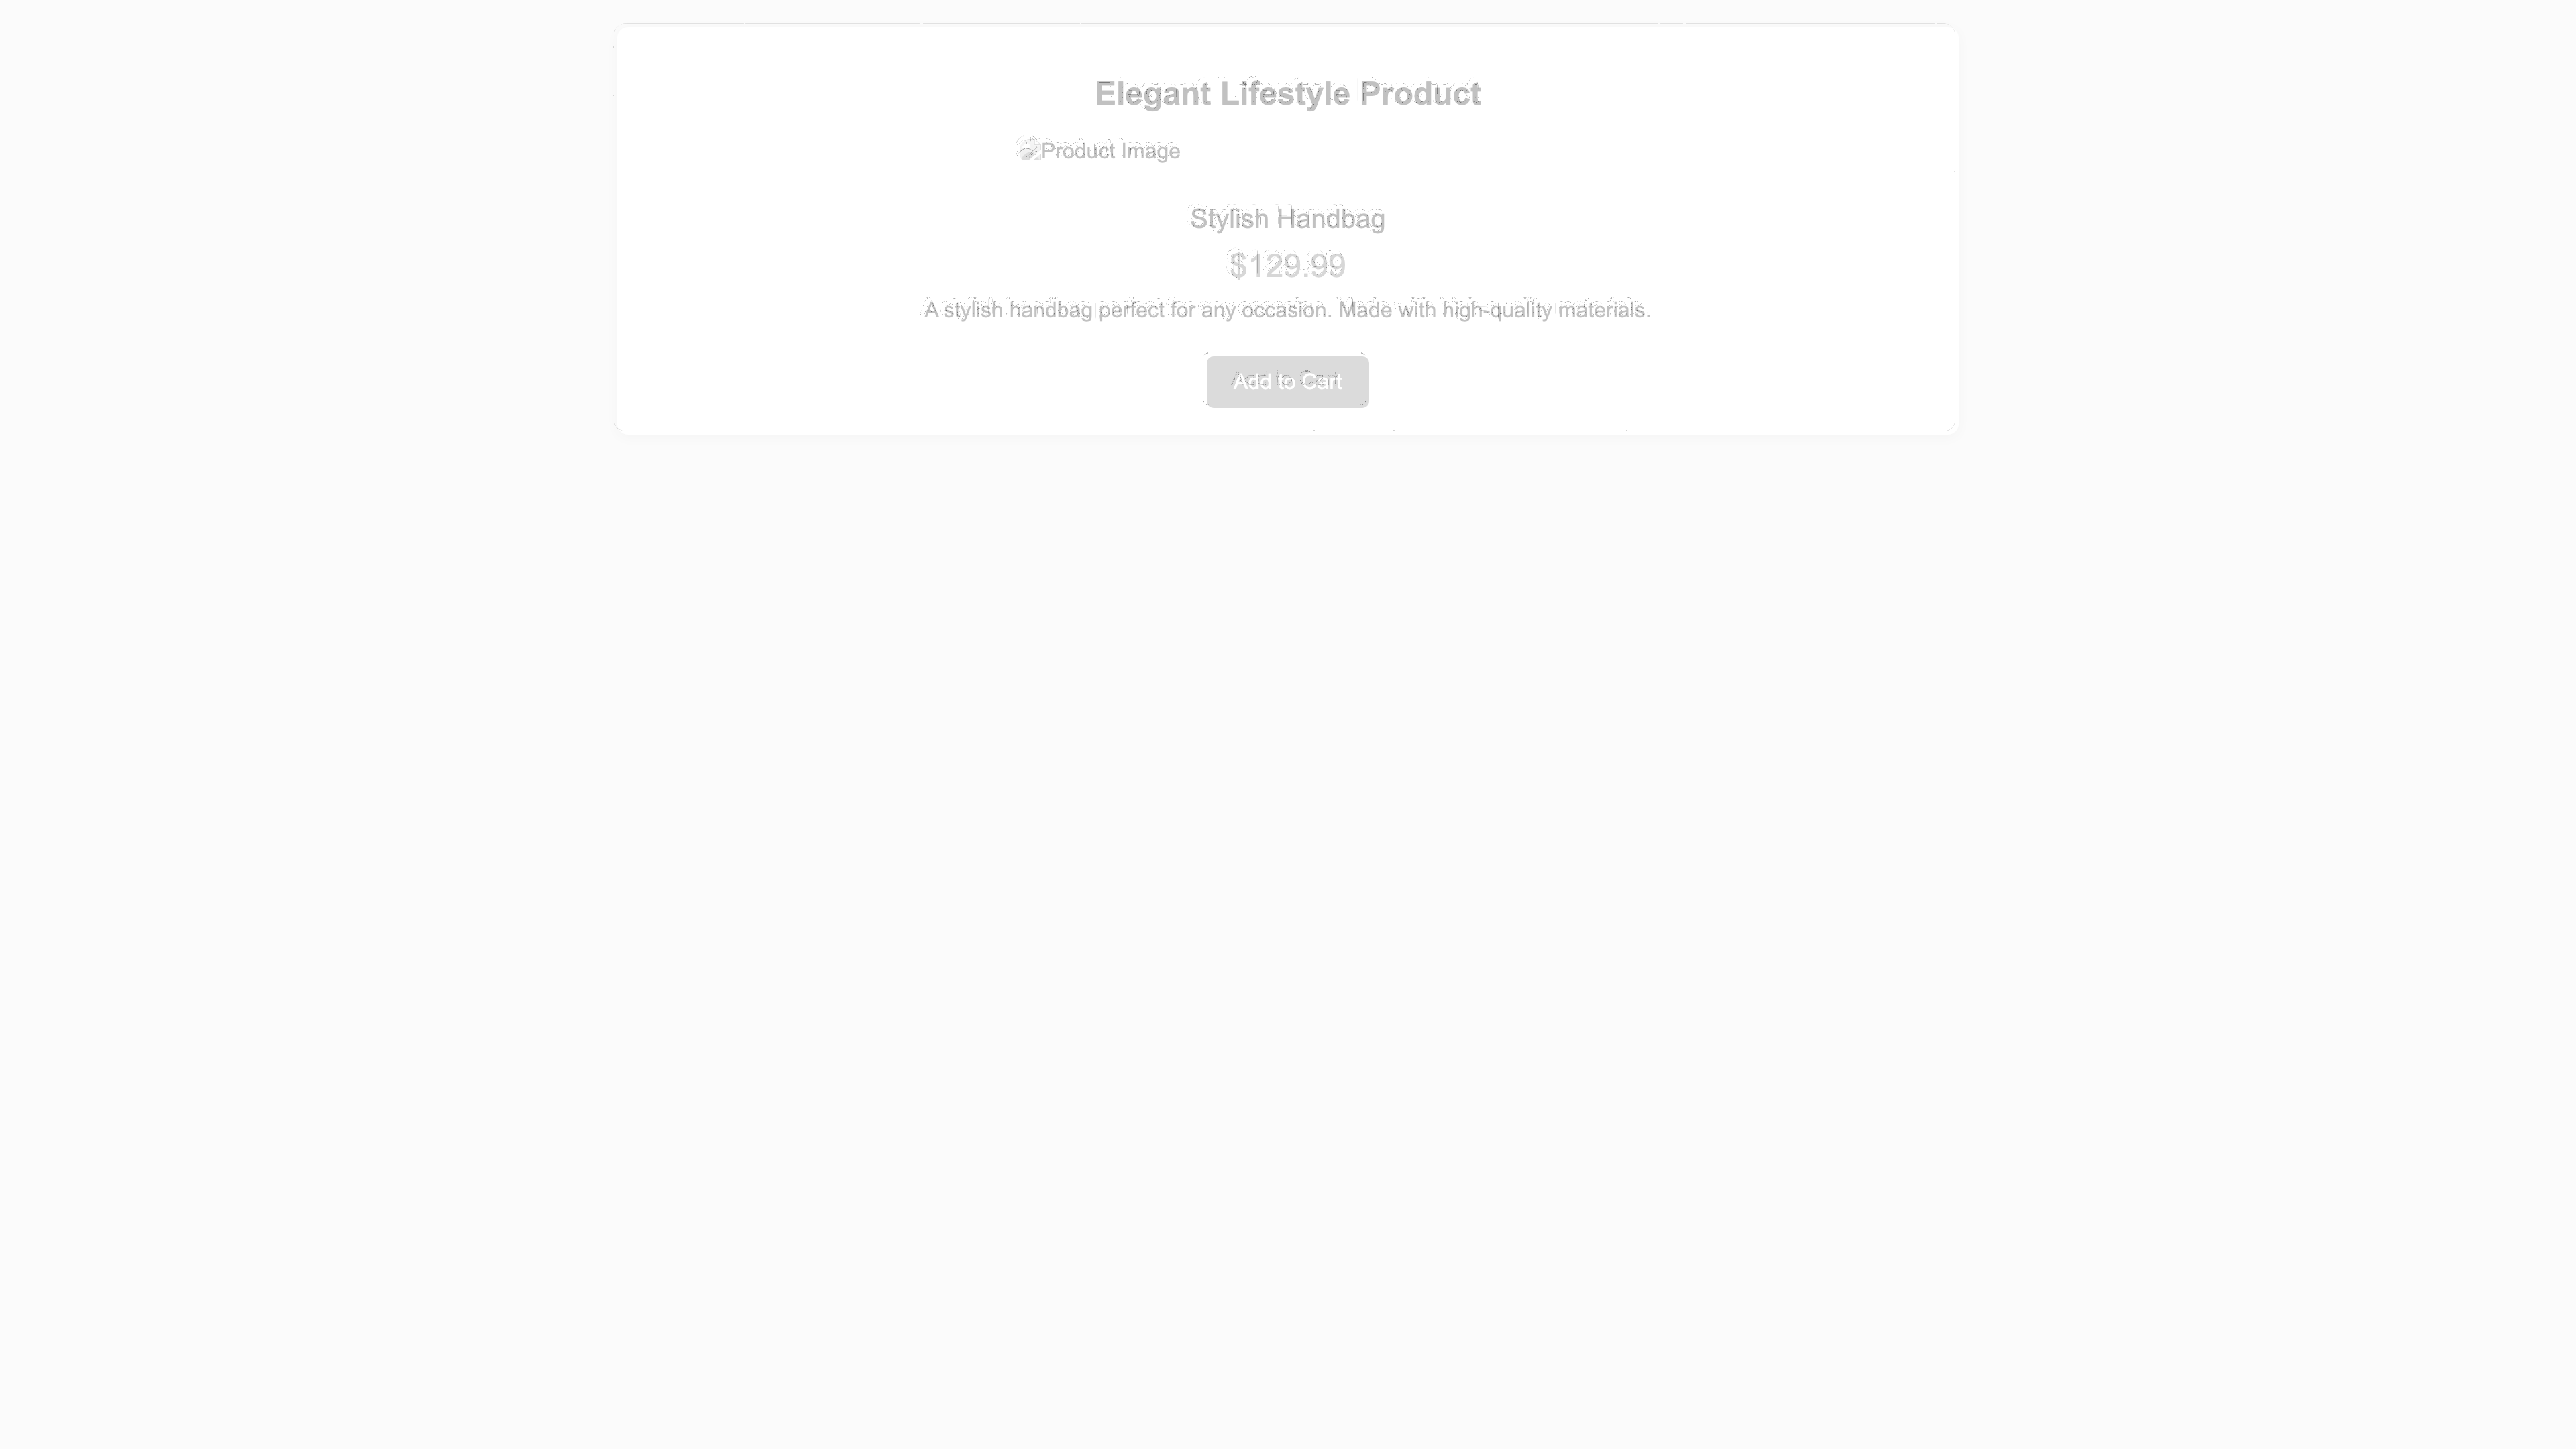 Elegant Lifestyle Product
Product Image
Stylish Handbag
$129.99
A stylish handbag perfect for any occasion. Made with high-quality materials.
Add to Cart